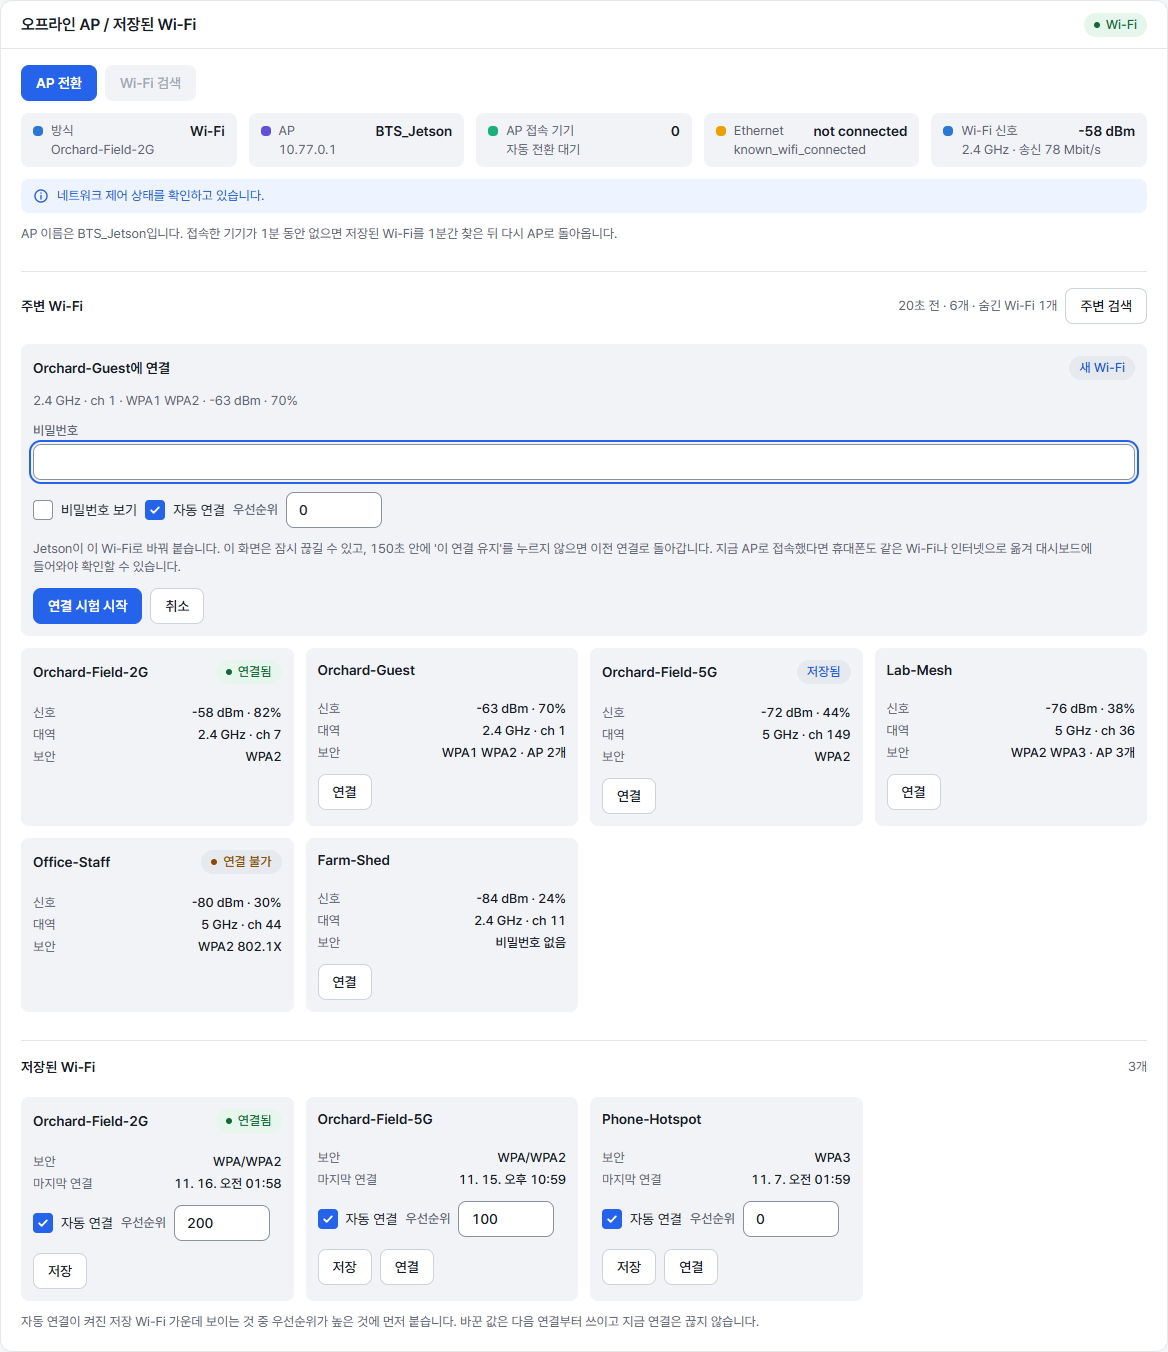 오프라인 AP / 저장된 Wi-Fi
Wi-Fi
AP 전환
Wi-Fi 검색
방식 Wi-Fi
Orchard-Field-2G
AP BTS_Jetson
10.77.0.1
AP 접속 기기 0
자동 전환 대기
Ethernet not connected
known_wifi_connected
Wi-Fi 신호 -58 dBm
2.4 GHz · 송신 78 Mbit/s
네트워크 제어 상태를 확인하고 있습니다.
AP 이름은 BTS_Jetson입니다. 접속한 기기가 1분 동안 없으면 저장된 Wi-Fi를 1분간 찾은 뒤 다시 AP로 돌아옵니다.
주변 Wi-Fi
20초 전 · 6개 · 숨긴 Wi-Fi 1개
주변 검색
Orchard-Guest에 연결
새 Wi-Fi
2.4 GHz · ch 1 · WPA1 WPA2 · -63 dBm · 70%
비밀번호
비밀번호 보기 자동 연결 우선순위 0
Jetson이 이 Wi-Fi로 바꿔 붙습니다. 이 화면은 잠시 끊길 수 있고, 150초 안에 '이 연결 유지'를 누르지 않으면 이전 연결로 돌아갑니다. 지금 AP로 접속했다면 휴대폰도 같은 Wi-Fi나 인터넷으로 옮겨 대시보드에
들어와야 확인할 수 있습니다.
연결 시험 시작
취소
Orchard-Field-2G 연결됨
신호 -58 dBm · 82%
대역 2.4 GHz · ch 7
보안 WPA2
Orchard-Guest
신호 -63 dBm · 70%
대역 2.4 GHz · ch 1
보안 WPA1 WPA2 · AP 2개
연결
Orchard-Field-5G 저장됨
신호 -72 dBm · 44%
대역 5 GHz · ch 149
보안 WPA2
연결
Lab-Mesh
신호 -76 dBm · 38%
대역 5 GHz · ch 36
보안 WPA2 WPA3 · AP 3개
연결
Office-Staff 연결 불가
신호 -80 dBm · 30%
대역 5 GHz · ch 44
보안 WPA2 802.1X
Farm-Shed
신호 -84 dBm · 24%
대역 2.4 GHz · ch 11
보안 비밀번호 없음
연결
저장된 Wi-Fi
3개
Orchard-Field-2G 연결됨
보안 WPA/WPA2
마지막 연결 11. 16. 오전 01:58
자동 연결 우선순위 200
저장
Orchard-Field-5G
보안 WPA/WPA2
마지막 연결 11. 15. 오후 10:59
자동 연결 우선순위 100
저장 연결
Phone-Hotspot
보안 WPA3
마지막 연결 11. 7. 오전 01:59
자동 연결 우선순위 0
저장 연결
자동 연결이 켜진 저장 Wi-Fi 가운데 보이는 것 중 우선순위가 높은 것에 먼저 붙습니다. 바꾼 값은 다음 연결부터 쓰이고 지금 연결은 끊지 않습니다.